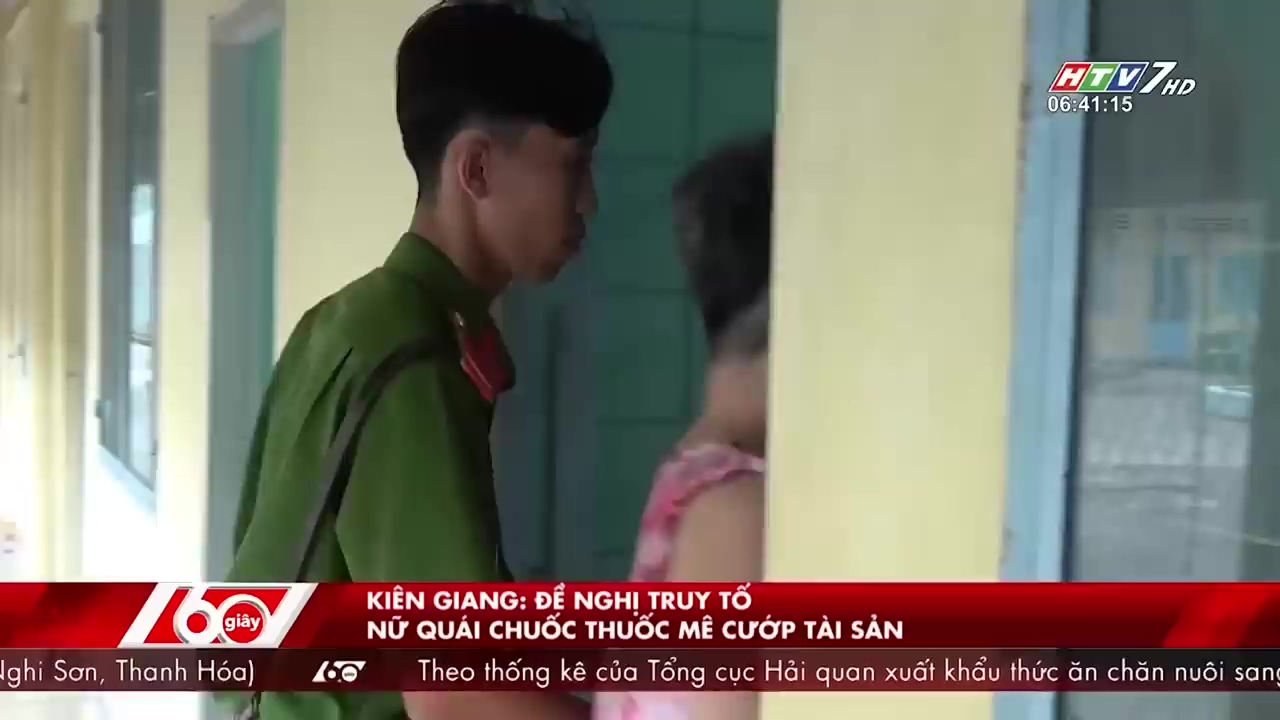 HTV7 HD
06:41:15
60 giây
KIÊN GIANG: ĐỀ NGHỊ TRUY TỐ
NỮ QUÁI CHUỐC THUỐC MÊ CƯỚP TÀI SẢN
Nghi Sơn, Thanh Hóa) 60 giây Theo thống kê của Tổng cục Hải quan xuất khẩu thức ăn chăn nuôi sang